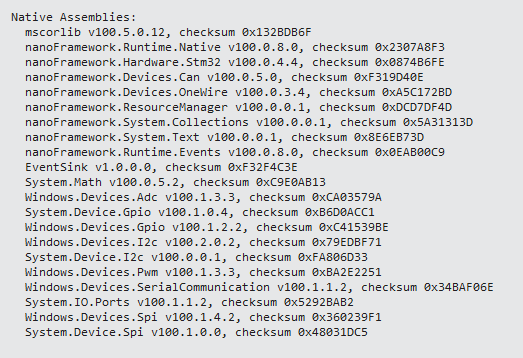 Native Assemblies:
mscorlib v100.5.0.12, checksum 0x132BDB6F
nanoFramework.Runtime.Native v100.0.8.0, checksum 0x2307A8F3
nanoFramework.Hardware.Stm32 v100.0.4.4, checksum 0x0874B6FE
nanoFramework.Devices.Can v100.0.5.0, checksum 0xF319D40E
nanoFramework.Devices.OneWire v100.0.3.4, checksum 0xA5C172BD
nanoFramework.ResourceManager v100.0.0.1, checksum 0xDCD7DF4D
nanoFramework.System.Collections v100.0.0.1, checksum 0x5A31313D
nanoFramework.System.Text v100.0.0.1, checksum 0x8E6EB73D
nanoFramework.Runtime.Events v100.0.8.0, checksum 0x0EAB00C9
EventSink v1.0.0.0, checksum 0xF32F4C3E
System.Math v100.0.5.2, checksum 0xC9E0AB13
Windows.Devices.Adc v100.1.3.3, checksum 0xCA03579A
System.Device.Gpio v100.1.0.4, checksum 0xB6D0ACC1
Windows.Devices.Gpio v100.1.2.2, checksum 0xC41539BE
Windows.Devices.I2c v100.2.0.2, checksum 0x79EDBF71
System.Device.I2c v100.0.0.1, checksum 0xFA806D33
Windows.Devices.Pwm v100.1.3.3, checksum 0xBA2E2251
Windows.Devices.SerialCommunication v100.1.1.2, checksum 0x34BAF06E
System.IO.Ports v100.1.1.2, checksum 0x5292BAB2
Windows.Devices.Spi v100.1.4.2, checksum 0x360239F1
System.Device.Spi v100.1.0.0, checksum 0x48031DC5